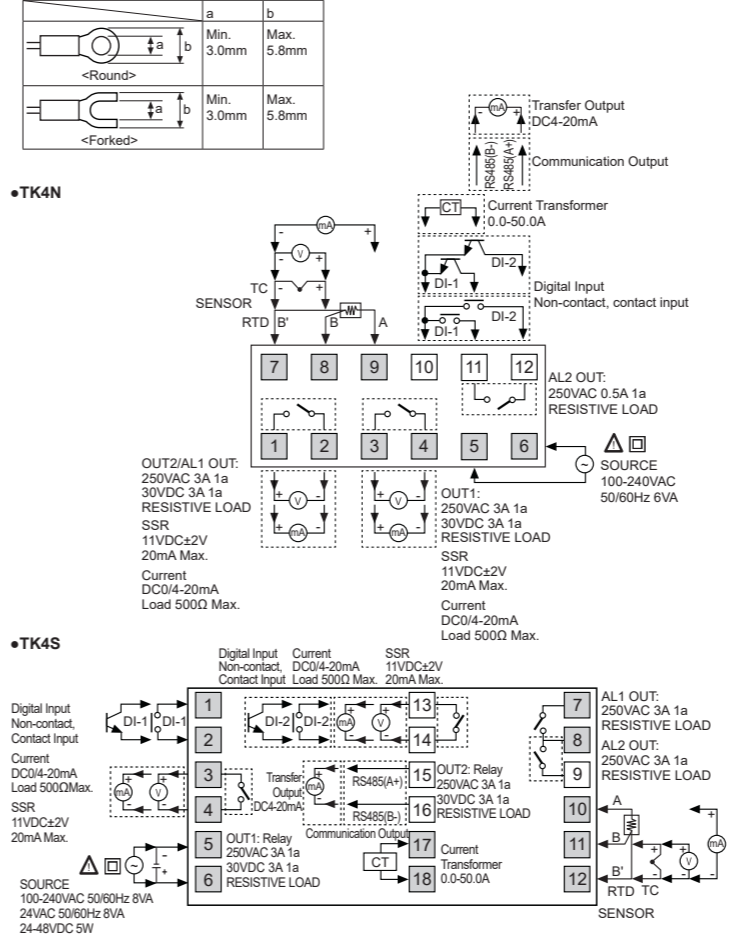 a b
Min.
3.0mm
Max.
5.8mm
a b
<Round>
Min.
3.0mm
Max.
5.8mm
a b
<Forked>
- mA +
Transfer Output
DC4-20mA
RS485(B-)
RS485(A+)
Communication Output
●TK4N
CT
Current Transformer
0.0-50.0A
- mA +
- V +
TC - +
SENSOR
RTD B' B A
DI-2
DI-1
Digital Input
Non-contact, contact input
DI-2
DI-1
7 8 9 10 11 12
AL2 OUT:
250VAC 0.5A 1a
RESISTIVE LOAD
1 2 3 4 5 6
~
SOURCE
100-240VAC
50/60Hz 6VA
OUT2/AL1 OUT:
250VAC 3A 1a
30VDC 3A 1a
RESISTIVE LOAD
SSR
11VDC±2V
20mA Max.
Current
DC0/4-20mA
Load 500Ω Max.
+ V -
+ mA -
+ V -
+ mA -
OUT1:
250VAC 3A 1a
30VDC 3A 1a
RESISTIVE LOAD
SSR
11VDC±2V
20mA Max.
Current
DC0/4-20mA
Load 500Ω Max.
●TK4S
Digital Input
Non-contact,
Contact Input
Current
DC0/4-20mA
Load 500Ω Max.
SSR
11VDC±2V
20mA Max.
Digital Input
Non-contact,
Contact Input
DI-1 DI-1
1
2
DI-2 DI-2
+ mA -
+ V -
13
14
7
8
9
AL1 OUT:
250VAC 3A 1a
RESISTIVE LOAD
AL2 OUT:
250VAC 3A 1a
RESISTIVE LOAD
Current
DC0/4-20mA
Load 500ΩMax.
SSR
11VDC±2V
20mA Max.
+ mA -
+ V -
3
4
Transfer
Output
DC4-20mA
+ mA -
RS485(A+)
RS485(B-)
Communication Output
15
16
OUT2: Relay
250VAC 3A 1a
30VDC 3A 1a
RESISTIVE LOAD
~
- +
5
6
OUT1: Relay
250VAC 3A 1a
30VDC 3A 1a
RESISTIVE LOAD
CT
17
18
Current
Transformer
0.0-50.0A
10
11
12
A
B
B'
RTD TC
+ -
+ V -
+ mA -
SENSOR
SOURCE
100-240VAC 50/60Hz 8VA
24VAC 50/60Hz 8VA
24-48VDC 5W